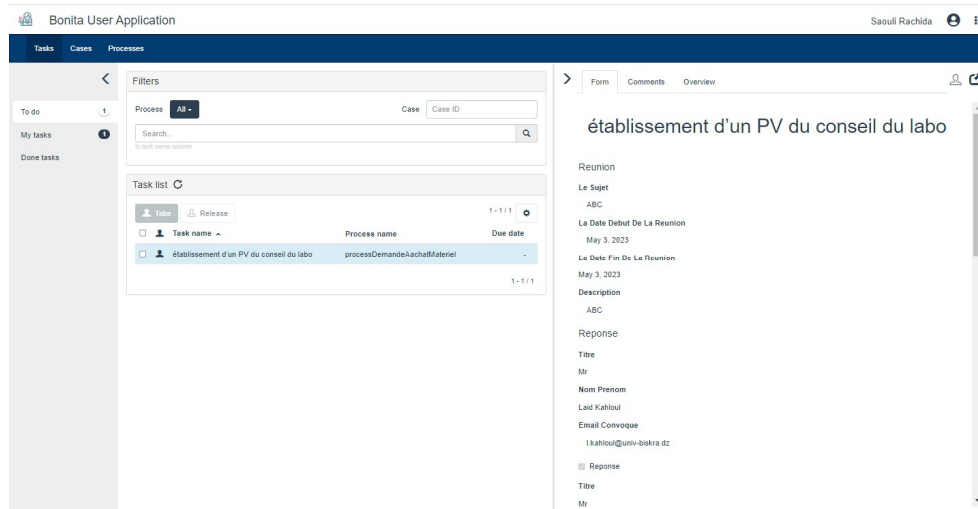 Bonita User Application
Saouli Rachida
Tasks Cases Processes
To do 1
My tasks 1
Done tasks
Filters
Process All Case Case ID
Search...
In task name column
Task list
Take Release 1 - 1 / 1
Task name Process name Due date
établissement d'un PV du conseil du labo processDemandeAachatMateriel -
1 - 1 / 1
Form Comments Overview
établissement d'un PV du conseil du labo
Reunion
Le Sujet
ABC
La Date Debut De La Reunion
May 3, 2023
La Date Fin De La Reunion
May 3, 2023
Description
ABC
Reponse
Titre
Mr
Nom Prenom
Laid Kahloul
Email Convoque
l.kahloul@univ-biskra.dz
Reponse
Titre
Mr